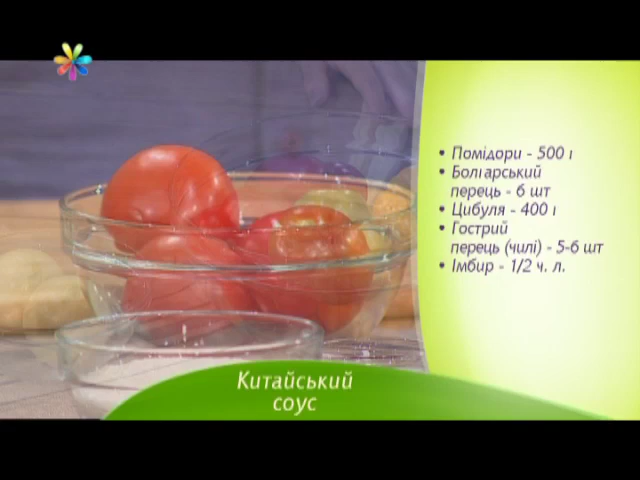 • Помідори - 500 г
• Болгарський
перець - 6 шт
• Цибуля - 400 г
• Гострий
перець (чилі) - 5-6 шт
• Імбир - 1/2 ч. л.
Китайський
соус